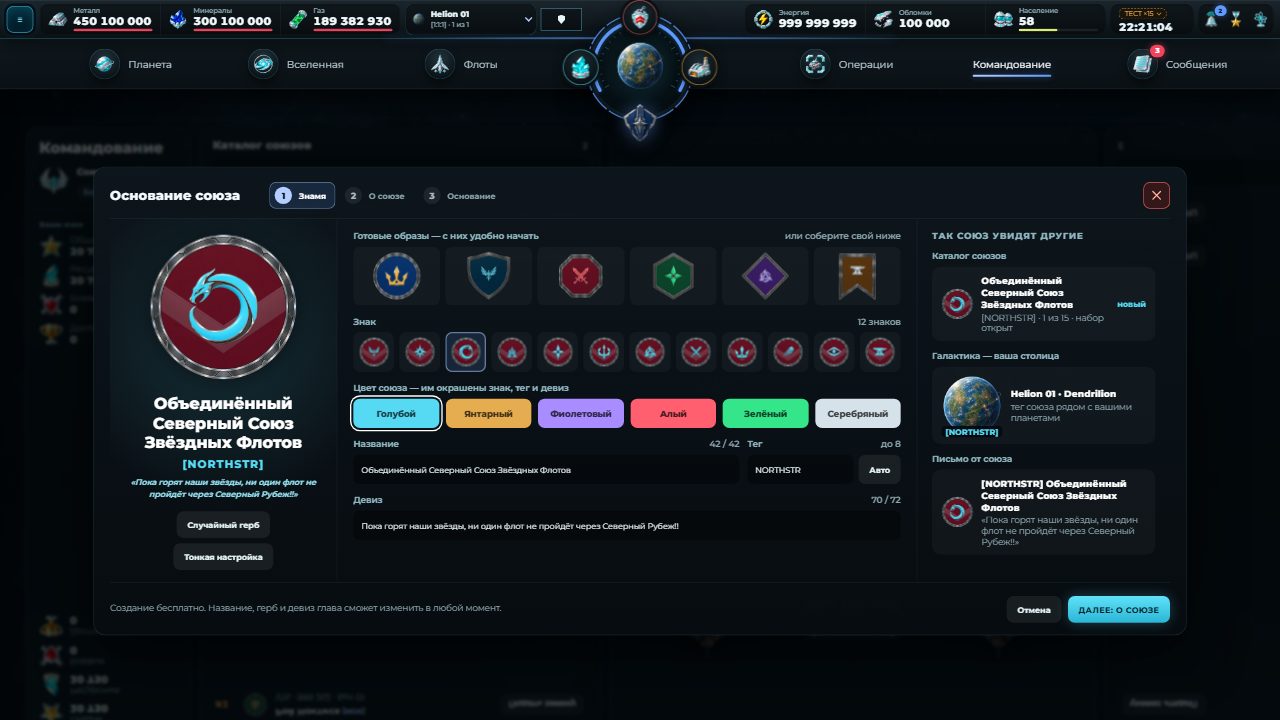 Металл
450 100 000
Минералы
300 100 000
Газ
189 382 930
Helion 01
[1:1:1] · 1 из 1
Энергия
999 999 999
Обломки
100 000
Население
58
ТЕСТ ×15
22:21:04
2
Планета
Вселенная
Флоты
Операции
Командование
3
Сообщения
Командование
Каталог союзов
Основание союза
1 Знамя
2 О союзе
3 Основание
Объединённый
Северный Союз
Звёздных Флотов
[NORTHSTR]
«Пока горят наши звёзды, ни один флот не
пройдёт через Северный Рубеж!!»
Случайный герб
Тонкая настройка
Готовые образы — с них удобно начать
или соберите свой ниже
Знак
12 знаков
Цвет союза — им окрашены знак, тег и девиз
Голубой
Янтарный
Фиолетовый
Алый
Зелёный
Серебряный
Название
42 / 42
Тег
до 8
Объединённый Северный Союз Звёздных Флотов
NORTHSTR
Авто
Девиз
70 / 72
Пока горят наши звёзды, ни один флот не пройдёт через Северный Рубеж!!
ТАК СОЮЗ УВИДЯТ ДРУГИЕ
Каталог союзов
Объединённый
Северный Союз
Звёздных Флотов
[NORTHSTR] · 1 из 15 · набор
открыт
новый
Галактика — ваша столица
Helion 01 · Dendrilion
тег союза рядом с вашими
планетами
[NORTHSTR]
Письмо от союза
[NORTHSTR] Объединённый
Северный Союз Звёздных
Флотов
«Пока горят наши звёзды, ни один
флот не пройдёт через Северный
Рубеж!!»
Создание бесплатно. Название, герб и девиз глава сможет изменить в любой момент.
Отмена
ДАЛЕЕ: О СОЮЗЕ